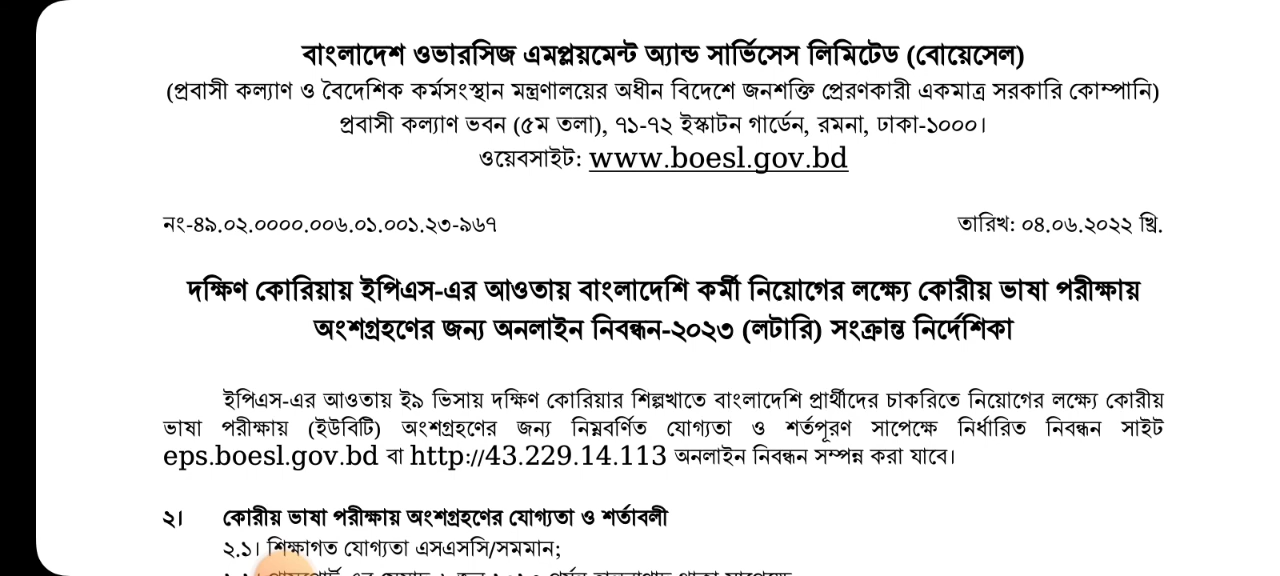 বাংলাদেশ ওভারসিজ এমপ্লয়মেন্ট অ্যান্ড সার্ভিসেস লিমিটেড (বোয়েসেল)
(প্রবাসী কল্যাণ ও বৈদেশিক কর্মসংস্থান মন্ত্রণালয়ের অধীন বিদেশে জনশক্তি প্রেরণকারী একমাত্র সরকারি কোম্পানি)
প্রবাসী কল্যাণ ভবন (৫ম তলা), ৭১-৭২ ইস্কাটন গার্ডেন, রমনা, ঢাকা-১০০০।
ওয়েবসাইট: www.boesl.gov.bd
নং-৪৯.০২.০০০০.০০৬.০১.০০১.২৩-৯৬৭ তারিখ: ০৪.০৬.২০২২ খ্রি.
দক্ষিণ কোরিয়ায় ইপিএস-এর আওতায় বাংলাদেশি কর্মী নিয়োগের লক্ষ্যে কোরীয় ভাষা পরীক্ষায়
অংশগ্রহণের জন্য অনলাইন নিবন্ধন-২০২৩ (লটারি) সংক্রান্ত নির্দেশিকা
ইপিএস-এর আওতায় ই৯ ভিসায় দক্ষিণ কোরিয়ার শিল্পখাতে বাংলাদেশি প্রার্থীদের চাকরিতে নিয়োগের লক্ষ্যে কোরীয়
ভাষা পরীক্ষায় (ইউবিটি) অংশগ্রহণের জন্য নিম্নবর্ণিত যোগ্যতা ও শর্তপূরণ সাপেক্ষে নির্ধারিত নিবন্ধন সাইট
eps.boesl.gov.bd বা http://43.229.14.113 অনলাইন নিবন্ধন সম্পন্ন করা যাবে।
২। কোরীয় ভাষা পরীক্ষায় অংশগ্রহণের যোগ্যতা ও শর্তাবলী
২.১। শিক্ষাগত যোগ্যতা এসএসসি/সমমান;